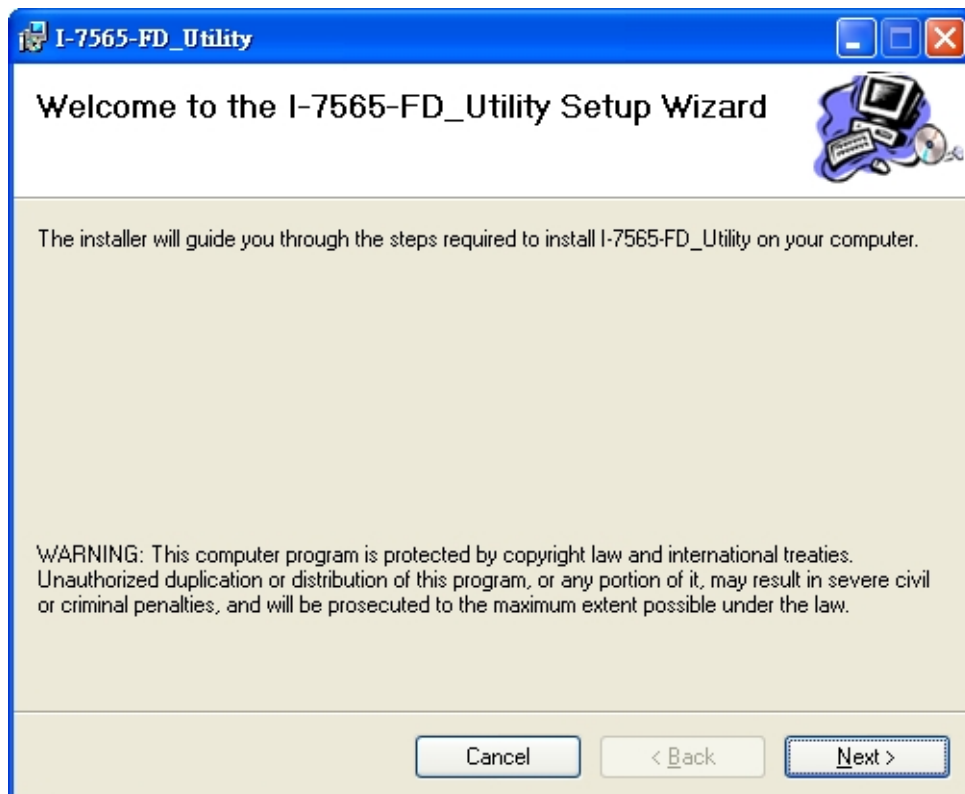 I-7565-FD_Utility
Welcome to the I-7565-FD_Utility Setup Wizard
The installer will guide you through the steps required to install I-7565-FD_Utility on your computer.
WARNING: This computer program is protected by copyright law and international treaties.
Unauthorized duplication or distribution of this program, or any portion of it, may result in severe civil
or criminal penalties, and will be prosecuted to the maximum extent possible under the law.
Cancel
< Back
Next >